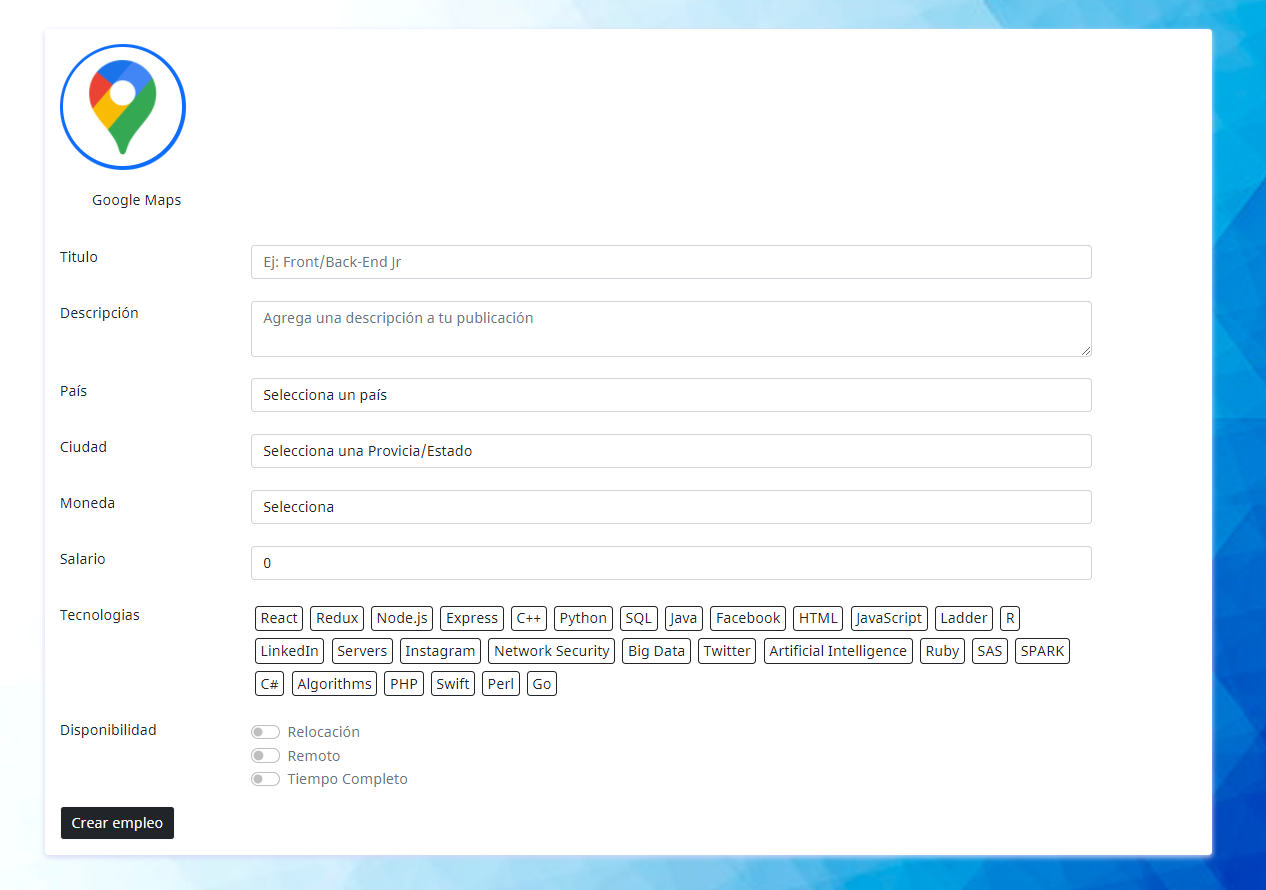 Google Maps
Titulo
Ej: Front/Back-End Jr
Descripción
Agrega una descripción a tu publicación
País
Selecciona un país
Ciudad
Selecciona una Provicia/Estado
Moneda
Selecciona
Salario
0
Tecnologias
React Redux Node.js Express C++ Python SQL Java Facebook HTML JavaScript Ladder R
LinkedIn Servers Instagram Network Security Big Data Twitter Artificial Intelligence Ruby SAS SPARK
C# Algorithms PHP Swift Perl Go
Disponibilidad
Relocación
Remoto
Tiempo Completo
Crear empleo